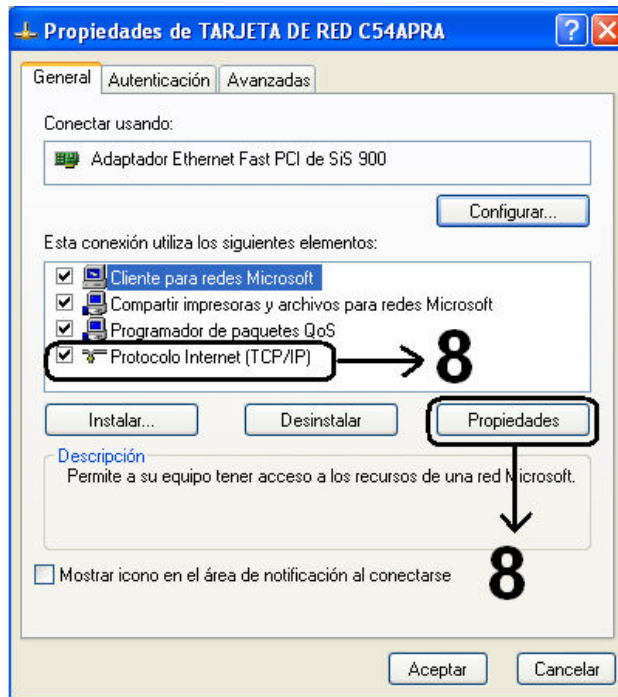 Propiedades de TARJETA DE RED C54APRA
General Autenticación Avanzadas
Conectar usando:
Adaptador Ethernet Fast PCI de SiS 900
Configurar...
Esta conexión utiliza los siguientes elementos:
Cliente para redes Microsoft
Compartir impresoras y archivos para redes Microsoft
Programador de paquetes QoS
Protocolo Internet (TCP/IP) 8
Instalar... Desinstalar Propiedades
Descripción
Permite a su equipo tener acceso a los recursos de una red Microsoft.
8
Mostrar icono en el área de notificación al conectarse
Aceptar Cancelar